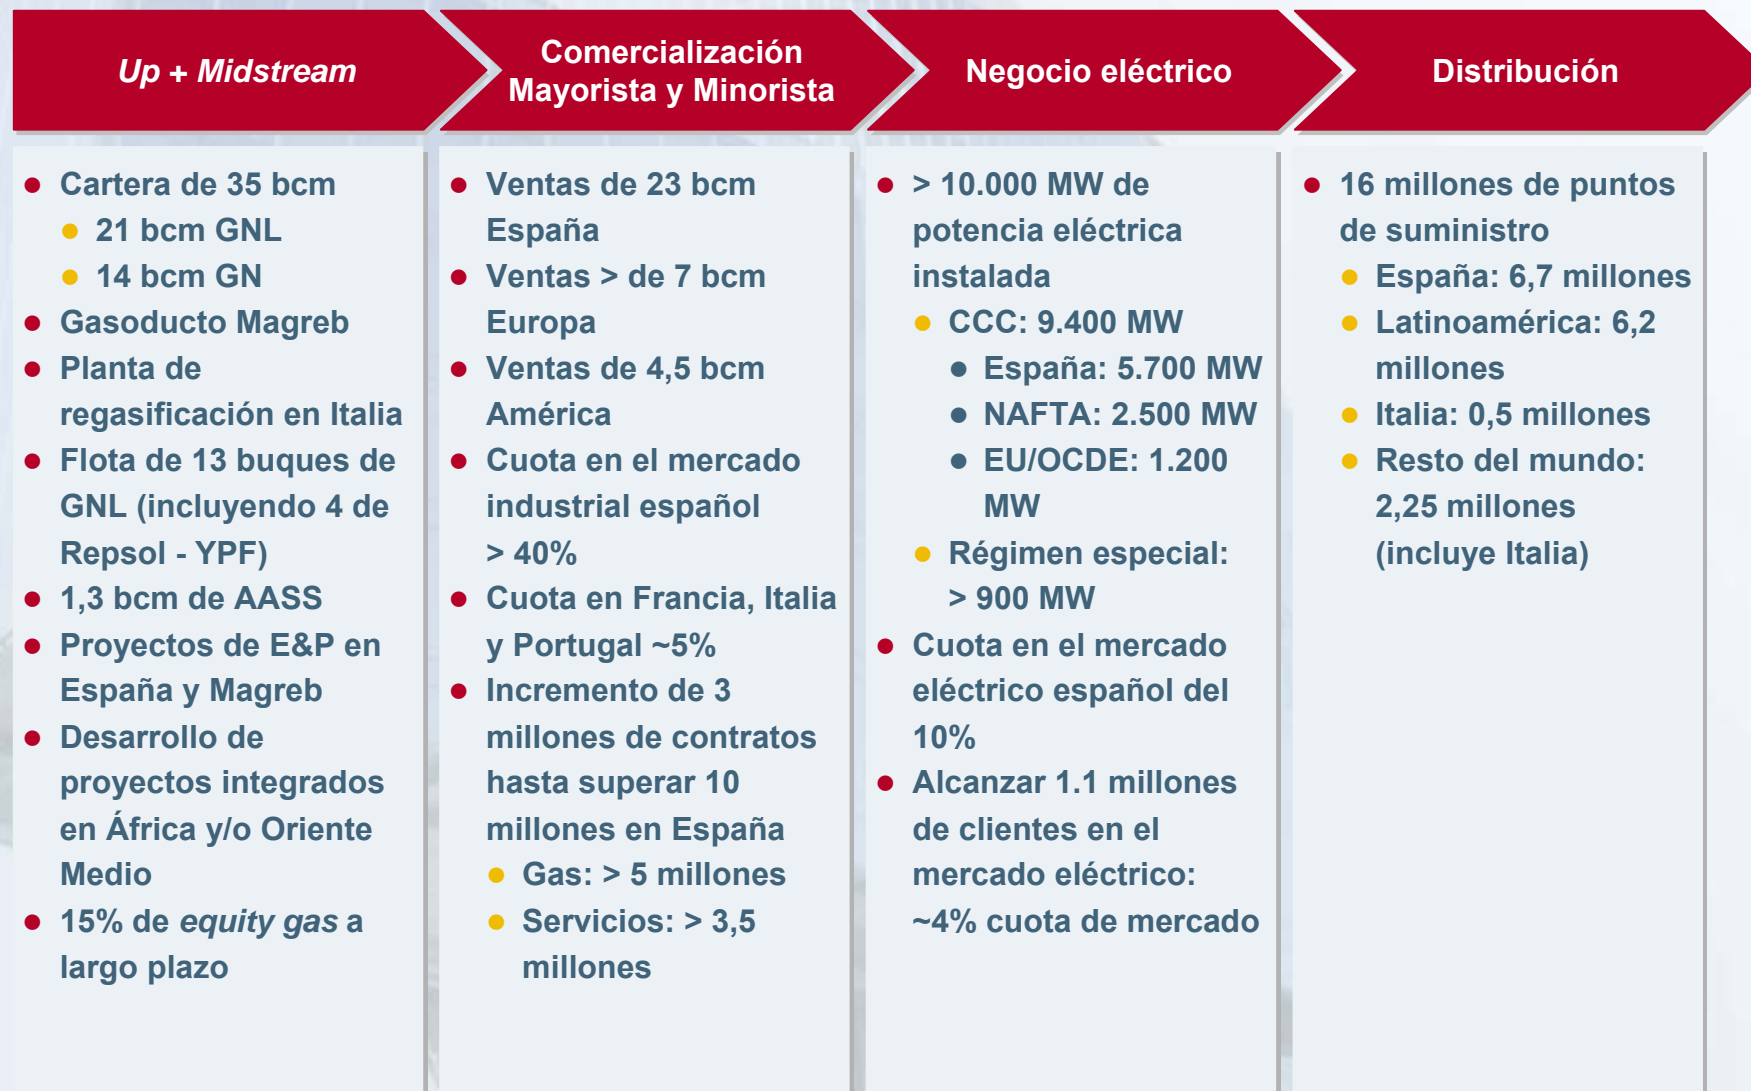 Up + Midstream
Comercialización
Mayorista y Minorista
Negocio eléctrico
Distribución
● Cartera de 35 bcm
● 21 bcm GNL
● 14 bcm GN
● Gasoducto Magreb
● Planta de
regasificación en Italia
● Flota de 13 buques de
GNL (incluyendo 4 de
Repsol - YPF)
● 1,3 bcm de AASS
● Proyectos de E&P en
España y Magreb
● Desarrollo de
proyectos integrados
en África y/o Oriente
Medio
● 15% de equity gas a
largo plazo
● Ventas de 23 bcm
España
● Ventas > de 7 bcm
Europa
● Ventas de 4,5 bcm
América
● Cuota en el mercado
industrial español
> 40%
● Cuota en Francia, Italia
y Portugal ~5%
● Incremento de 3
millones de contratos
hasta superar 10
millones en España
● Gas: > 5 millones
● Servicios: > 3,5
millones
● > 10.000 MW de
potencia eléctrica
instalada
● CCC: 9.400 MW
● España: 5.700 MW
● NAFTA: 2.500 MW
● EU/OCDE: 1.200
MW
● Régimen especial:
> 900 MW
● Cuota en el mercado
eléctrico español del
10%
● Alcanzar 1.1 millones
de clientes en el
mercado eléctrico:
~4% cuota de mercado
● 16 millones de puntos
de suministro
● España: 6,7 millones
● Latinoamérica: 6,2
millones
● Italia: 0,5 millones
● Resto del mundo:
2,25 millones
(incluye Italia)